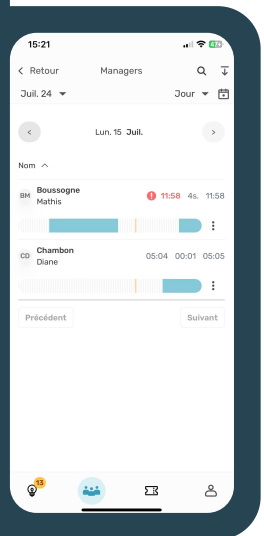 15:21
47
Retour Managers
Juil. 24 Jour
Lun. 15 Juil.
Nom
BM Boussogne
Mathis
! 11:58 4s. 11:58
CD Chambon
Diane
05:04 00:01 05:05
Précédent Suivant
13